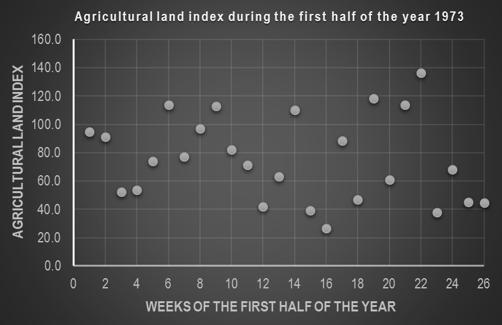 Agricultural land index during the first half of the year 1973
160.0
140.0
120.0
100.0
80.0
60.0
40.0
20.0
0.0
AGRICULTURAL LAND INDEX
0 2 4 6 8 10 12 14 16 18 20 22 24 26
WEEKS OF THE FIRST HALF OF THE YEAR